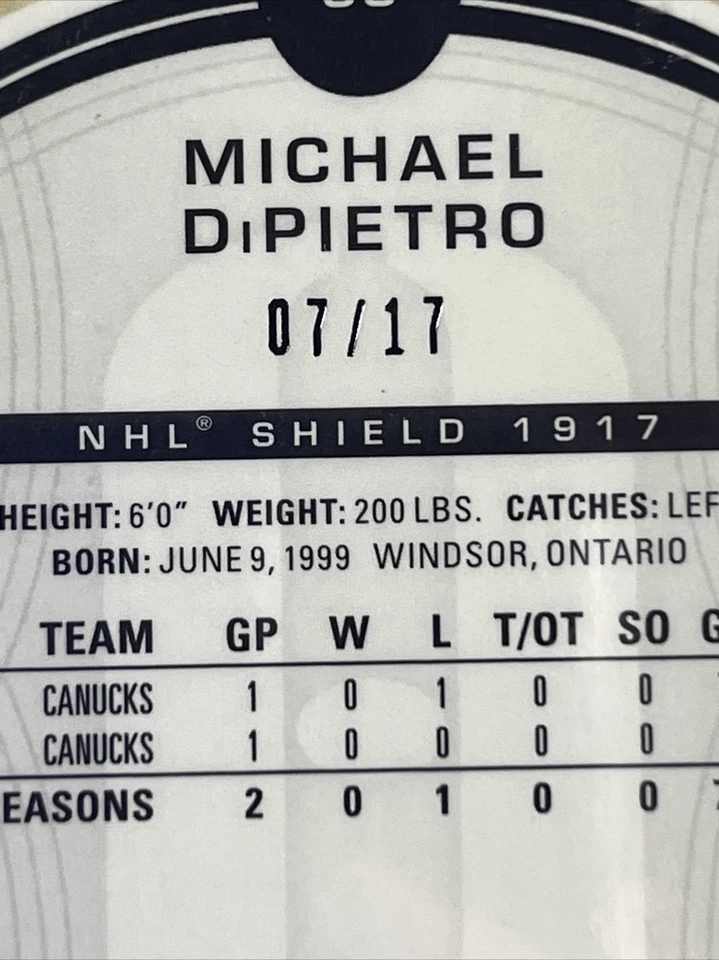 MICHAEL
DiPIETRO
07/17
NHL® SHIELD 1917
HEIGHT: 6'0" WEIGHT: 200 LBS. CATCHES:
BORN: JUNE 9, 1999 WINDSOR, ONTARIO
TEAM GP W L T/OT SO
CANUCKS 1 0 1 0 0
CANUCKS 1 0 0 0 0
2 0 1 0 0